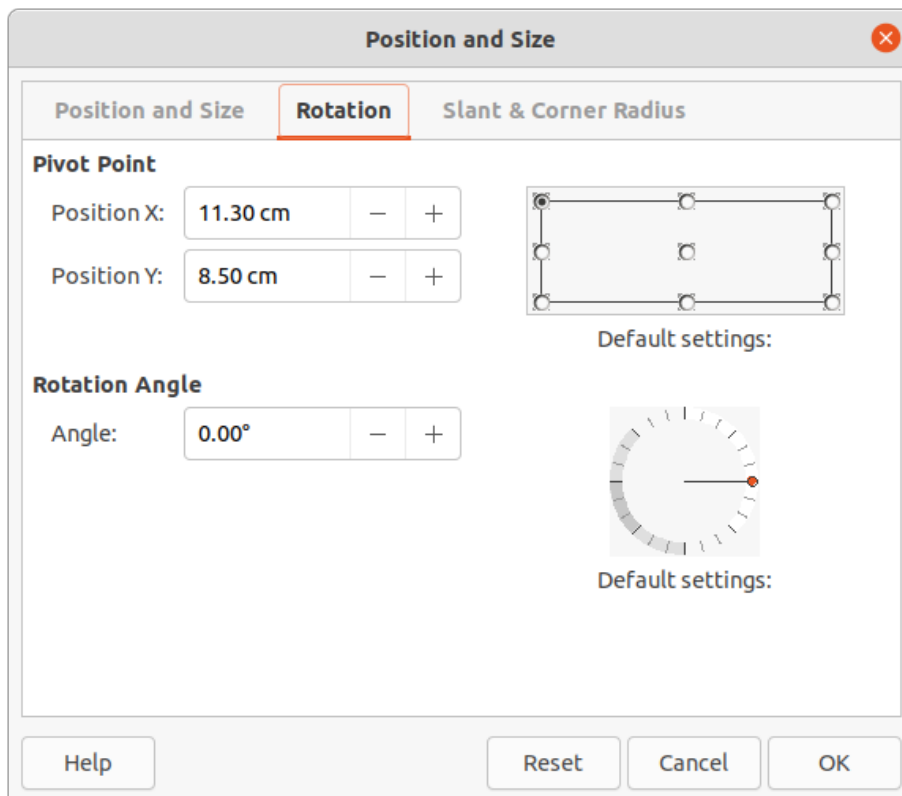 Position and Size
Position and Size Rotation Slant & Corner Radius
Pivot Point
Position X: 11.30 cm − +
Position Y: 8.50 cm − +
Default settings:
Rotation Angle
Angle: 0.00° − +
Default settings:
Help Reset Cancel OK